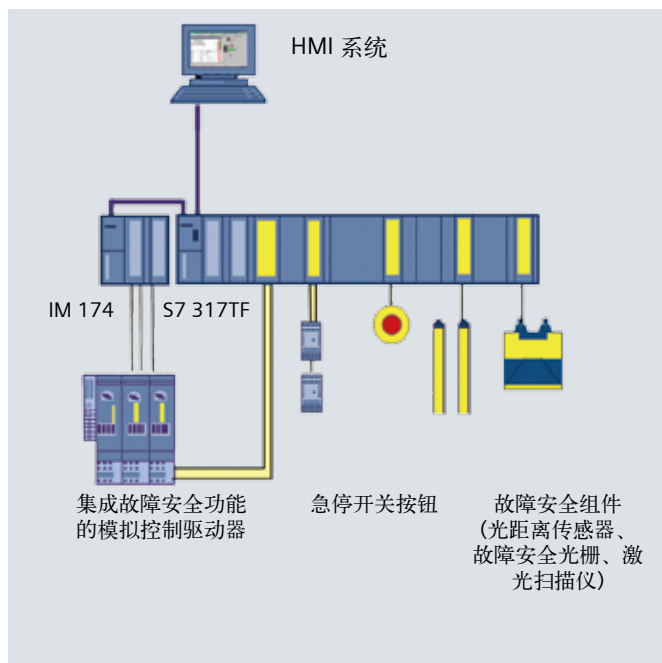 HMI 系统
IM 174
S7 317TF
集成故障安全功能
的模拟控制驱动器
急停开关按钮
故障安全组件
(光距离传感器、
故障安全光栅、激
光扫描仪)